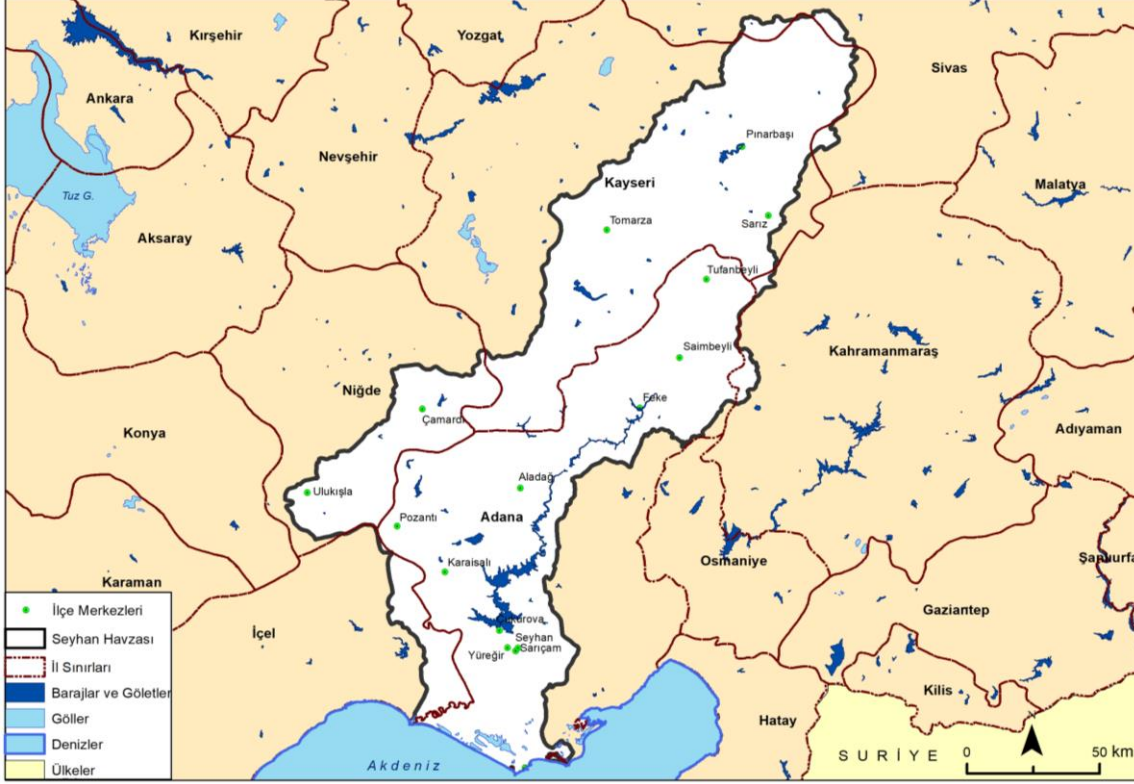 Kırşehir
Yozgat
Sivas
Ankara
Nevşehir
Pınarbaşı
Kayseri
Malatya
Tuz G.
Tomarza
Sarız
Aksaray
Tufanbeyli
Saimbeyli
Kahramanmaraş
Niğde
Feke
Çamardı
Konya
Adıyaman
Aladağ
Ulukışla
Adana
Pozantı
Osmaniye
Şanlıurfa
Karaisalı
Karaman
Gaziantep
İçel
Çukurova
Seyhan
Yüreğir
Sarıçam
Kilis
Hatay
SURİYE
Akdeniz
0 50 km
İlçe Merkezleri
Seyhan Havzası
İl Sınırları
Barajlar ve Göletler
Göller
Denizler
Ülkeler